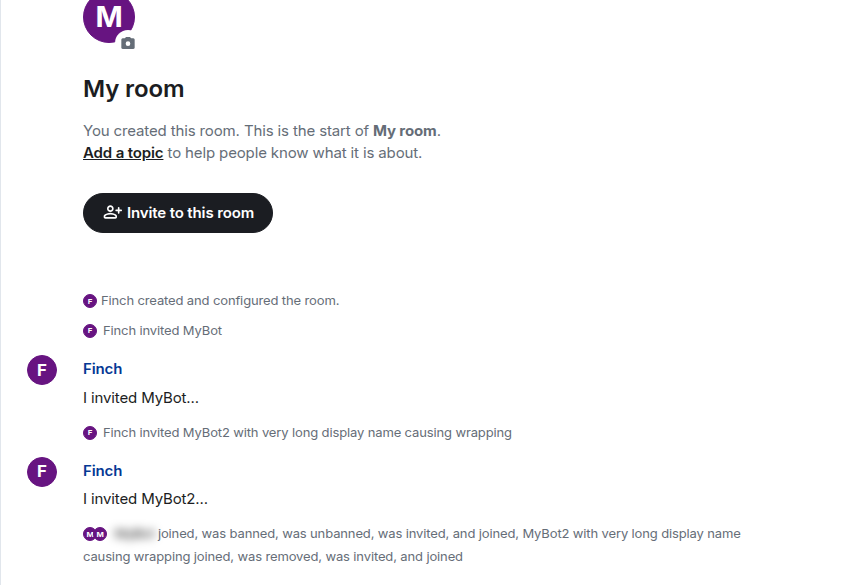 M
My room
You created this room. This is the start of My room.
Add a topic to help people know what it is about.
Invite to this room
F Finch created and configured the room.
F Finch invited MyBot
F Finch
I invited MyBot...
F Finch invited MyBot2 with very long display name causing wrapping
F Finch
I invited MyBot2...
M M joined, was banned, was unbanned, was invited, and joined, MyBot2 with very long display name
causing wrapping joined, was removed, was invited, and joined